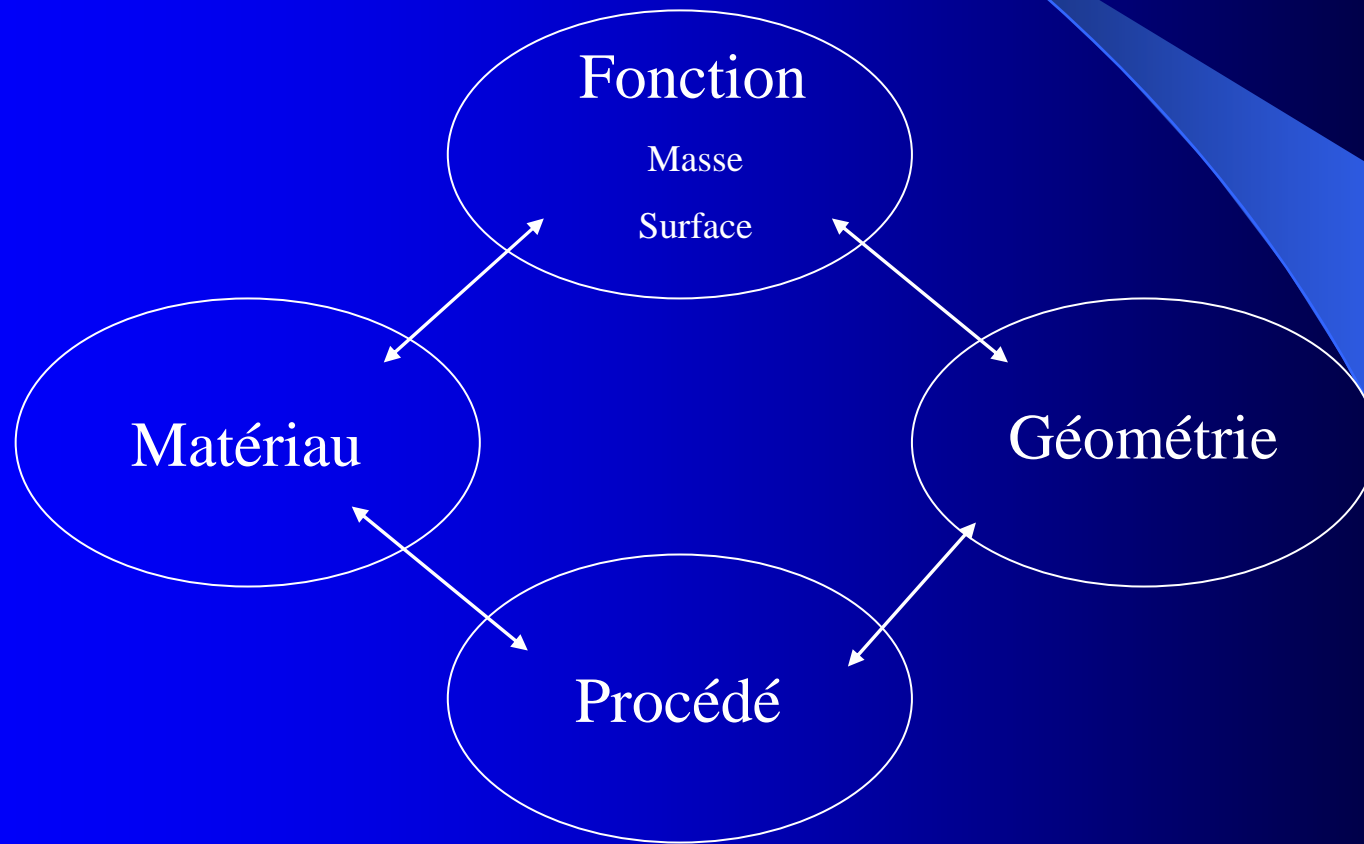 Fonction
Masse
Surface
Matériau
Géométrie
Procédé